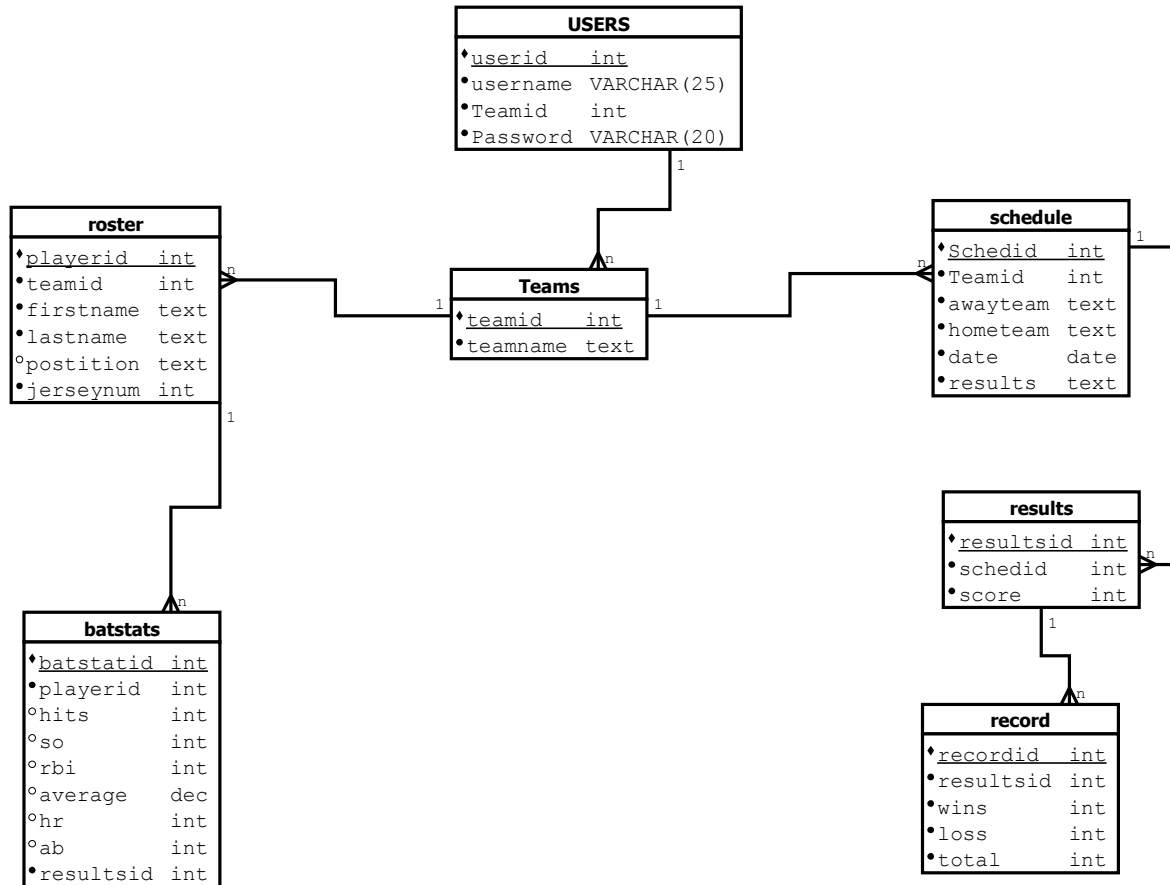 USERS
userid int
username VARCHAR(25)
Teamid int
Password VARCHAR(20)
1
n
roster
playerid int
teamid int
firstname text
lastname text
postition text
jerseynum int
n
1
1
Teams
teamid int
teamname text
1
n
schedule
Schedid int
Teamid int
awayteam text
hometeam text
date date
results text
1
results
resultsid int
schedid int
score int
n
1
n
batstats
batstatid int
playerid int
hits int
so int
rbi int
average dec
hr int
ab int
resultsid int
n
record
recordid int
resultsid int
wins int
loss int
total int